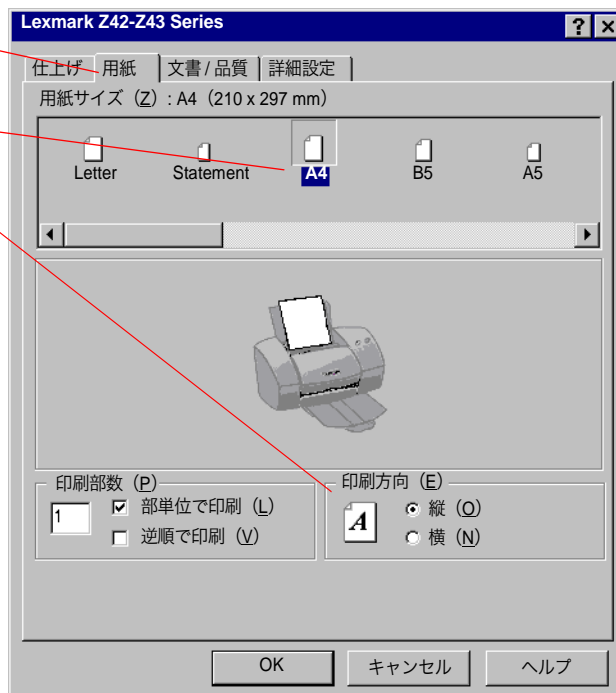 Lexmark Z42-Z43 Series
仕上げ 用紙 文書/品質 詳細設定
用紙サイズ（Z）: A4（210 x 297 mm）
Letter Statement A4 B5 A5
印刷部数（P） 印刷方向（E）
1 部単位で印刷（L） A 縦（O）
逆順で印刷（V） 横（N）
OK キャンセル ヘルプ